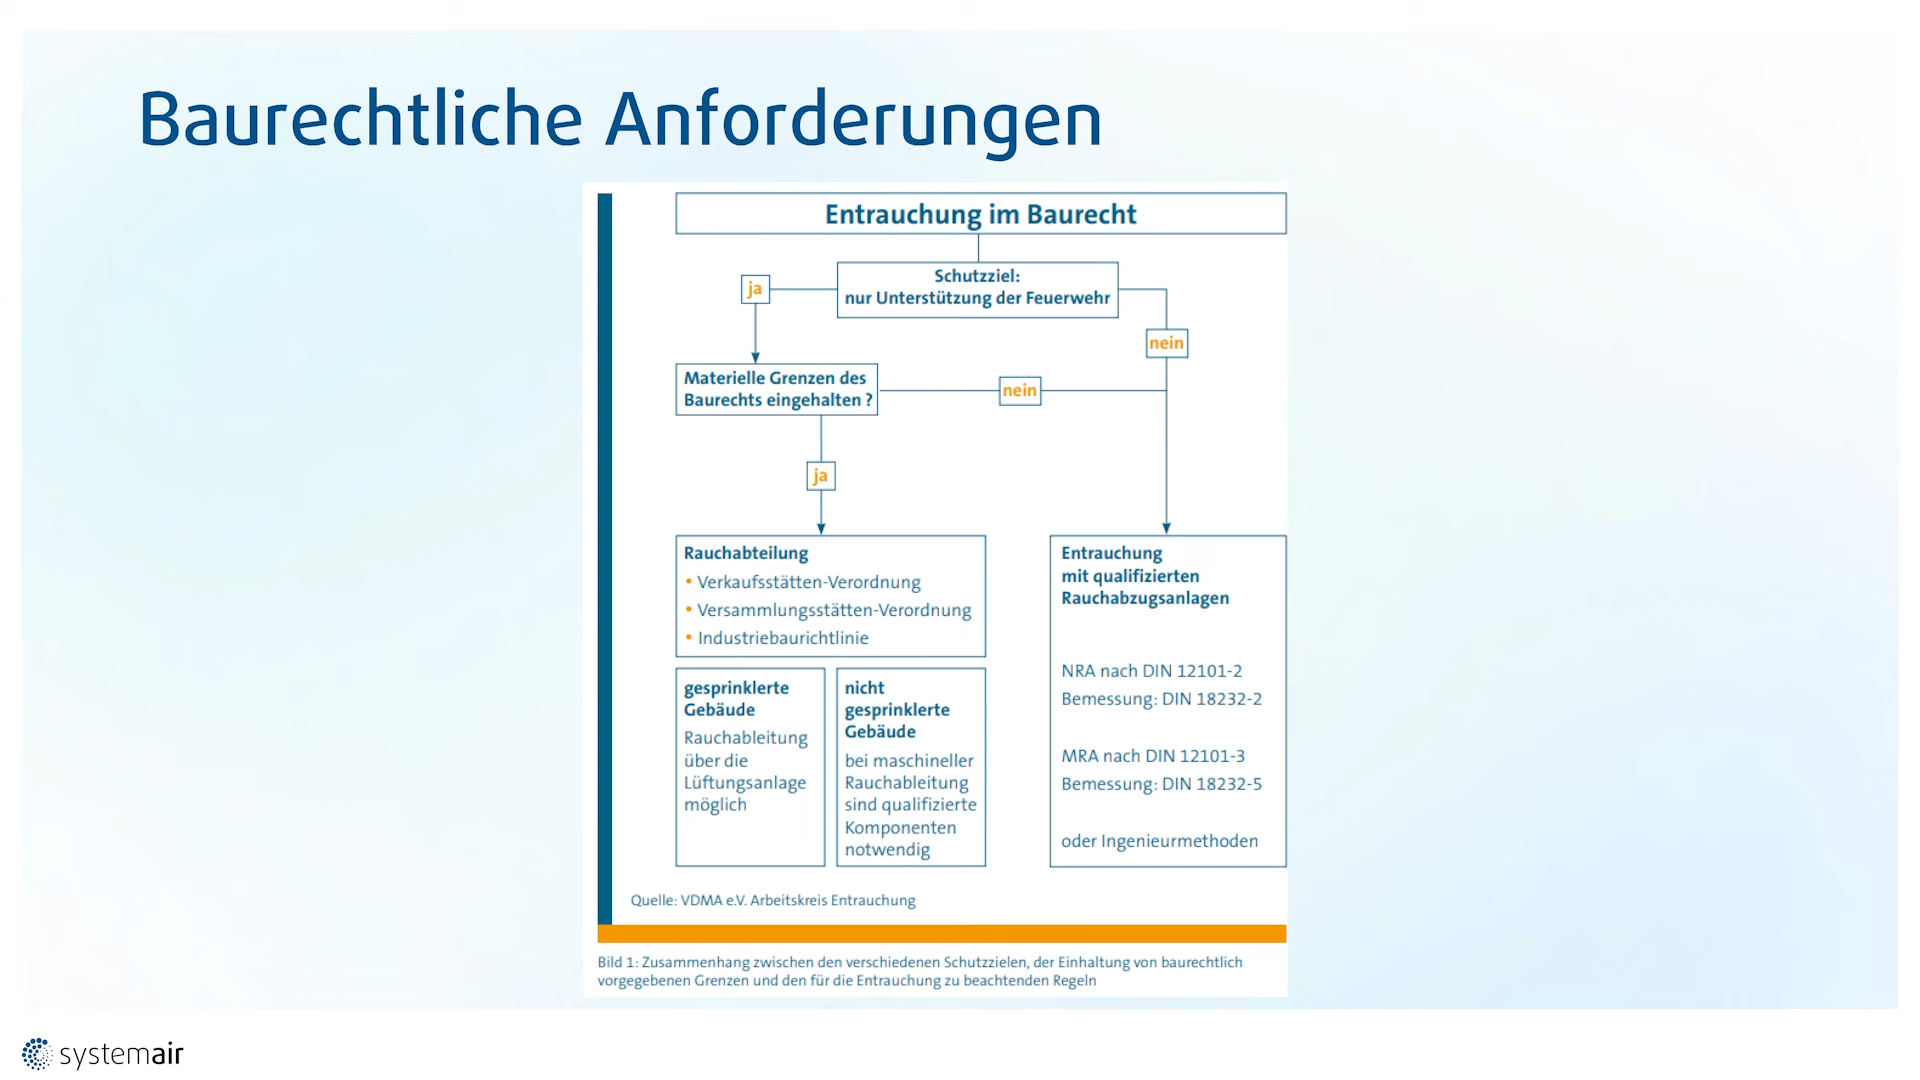 Baurechtliche Anforderungen
Entrauchung im Baurecht
Schutzziel:
nur Unterstützung der Feuerwehr
ja
nein
Materielle Grenzen des
Baurechts eingehalten ?
nein
ja
Rauchabteilung
• Verkaufsstätten-Verordnung
• Versammlungsstätten-Verordnung
• Industriebaurichtlinie
gesprinklerte
Gebäude
Rauchableitung
über die
Lüftungsanlage
möglich
nicht
gesprinklerte
Gebäude
bei maschineller
Rauchableitung
sind qualifizierte
Komponenten
notwendig
Entrauchung
mit qualifizierten
Rauchabzugsanlagen
NRA nach DIN 12101-2
Bemessung: DIN 18232-2
MRA nach DIN 12101-3
Bemessung: DIN 18232-5
oder Ingenieurmethoden
Quelle: VDMA e.V. Arbeitskreis Entrauchung
Bild 1: Zusammenhang zwischen den verschiedenen Schutzzielen, der Einhaltung von baurechtlich
vorgegebenen Grenzen und den für die Entrauchung zu beachtenden Regeln
systemair